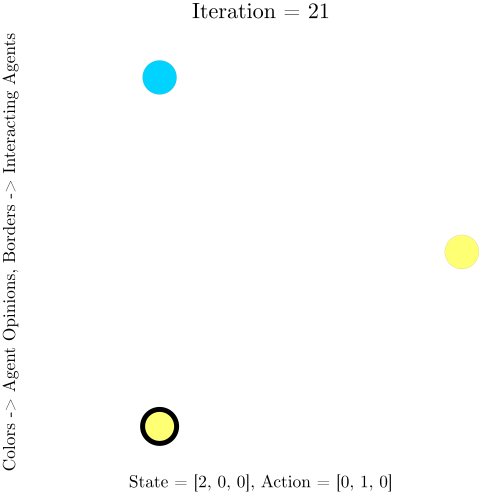 Iteration = 21
Colors -> Agent Opinions, Borders -> Interacting Agents
State = [2, 0, 0], Action = [0, 1, 0]